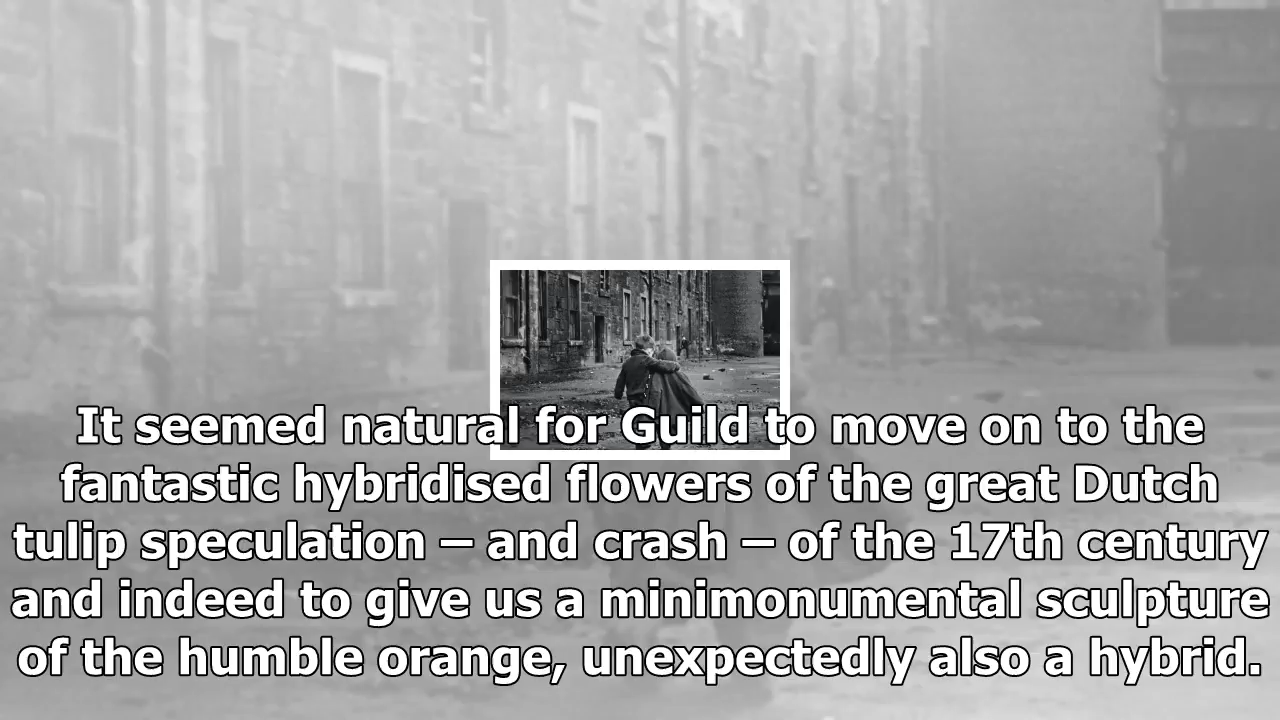 It seemed natural for Guild to move on to the
fantastic hybridised flowers of the great Dutch
tulip speculation – and crash – of the 17th century
and indeed to give us a minimonumental sculpture
of the humble orange, unexpectedly also a hybrid.